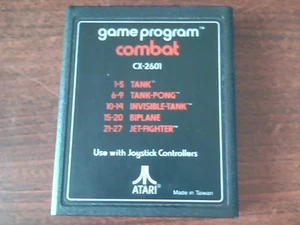 game program™
combat
CX-2601
1-5 TANK™
6-9 TANK-PONG™
10-14 INVISIBLE-TANK™
15-20 BIPLANE
21-27 JET-FIGHTER™
Use with Joystick Controllers
ATARI®
Made in Taiwan